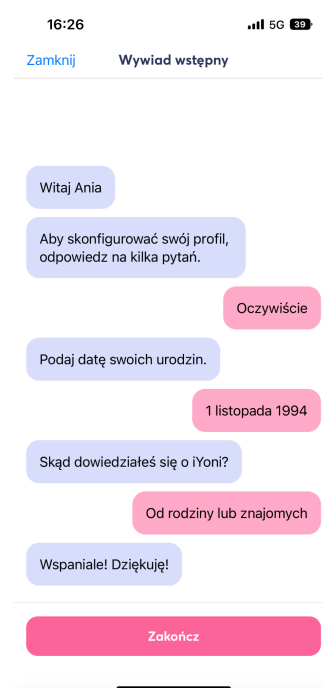 16:26
5G
39
Zamknij
Wywiad wstępny
Witaj Ania
Aby skonfigurować swój profil,
odpowiedz na kilka pytań.
Oczywiście
Podaj datę swoich urodzin.
1 listopada 1994
Skąd dowiedziałeś się o iYoni?
Od rodziny lub znajomych
Wspaniale! Dziękuję!
Zakończ